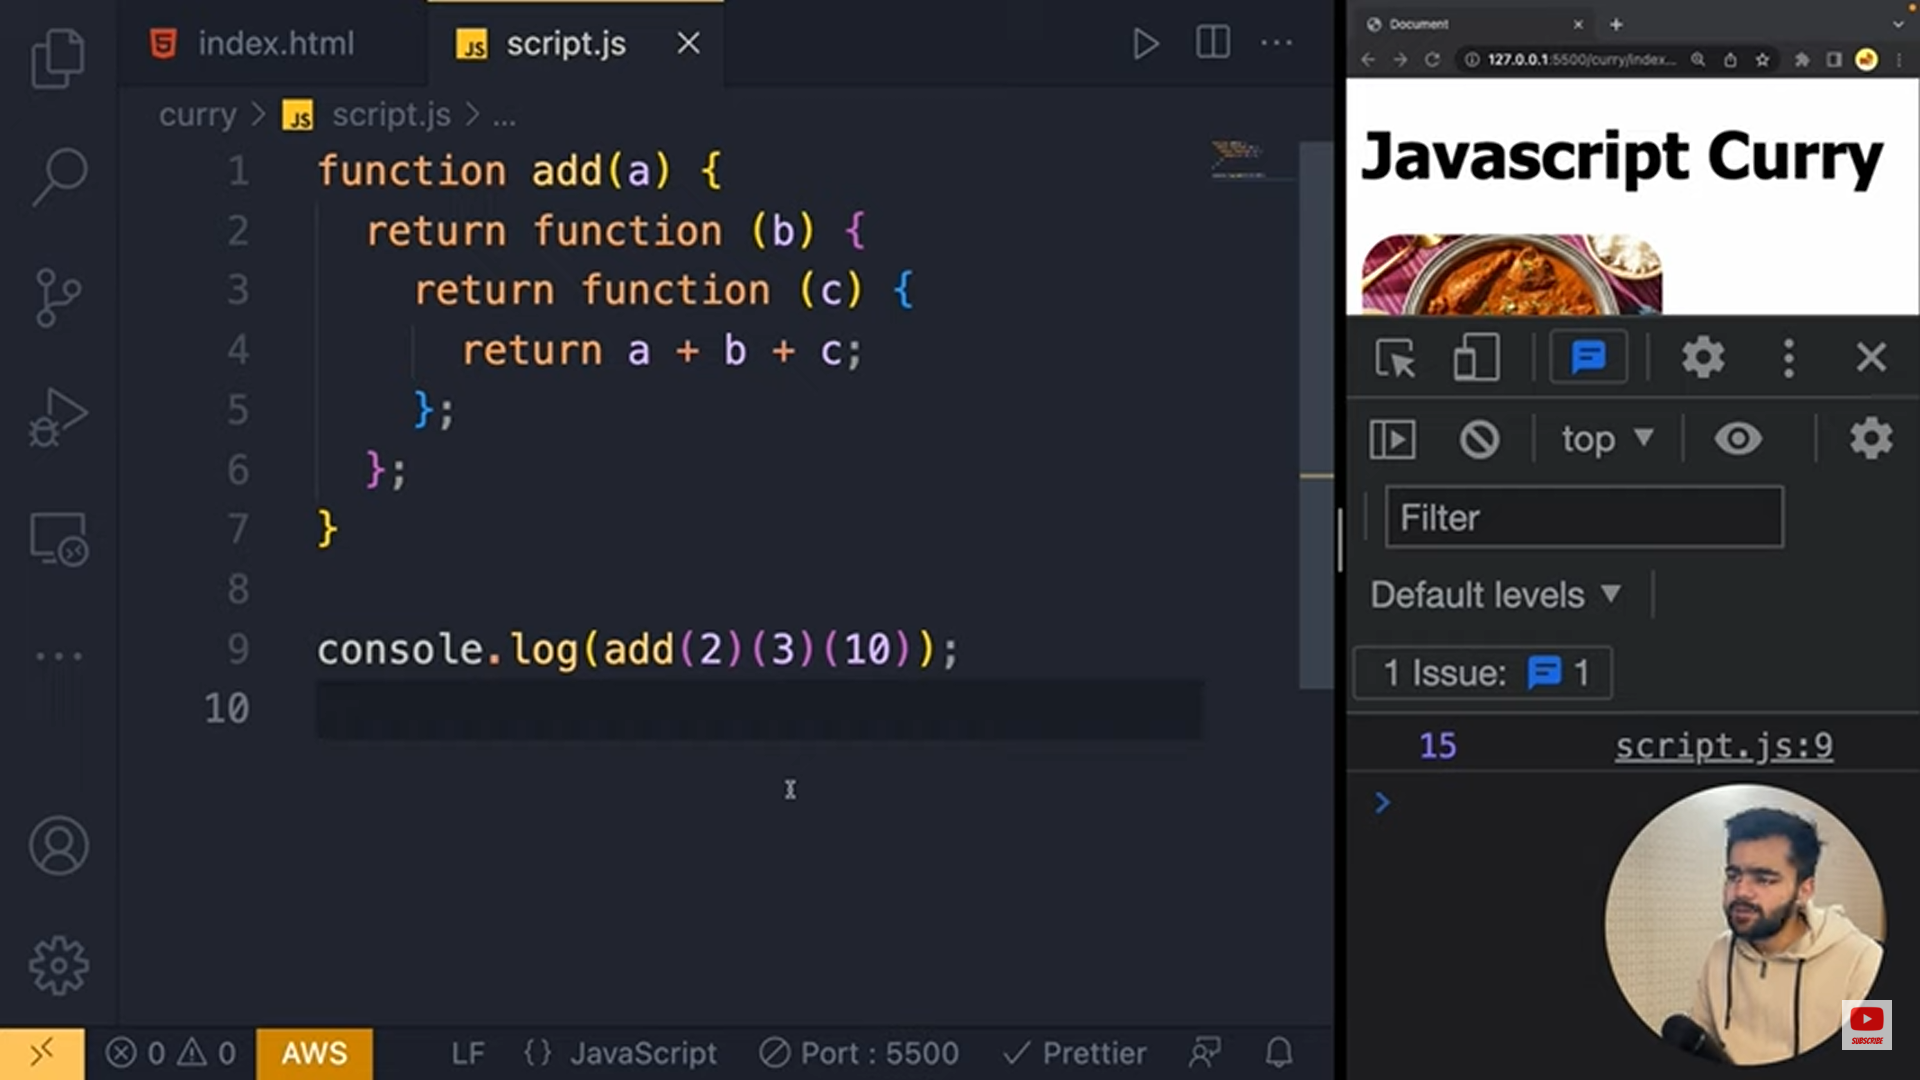 index.html
script.js
curry > script.js > ...
1 function add(a) {
2 return function (b) {
3 return function (c) {
4 return a + b + c;
5 };
6 };
7 }
8
9 console.log(add(2)(3)(10));
10
0 0
AWS
LF
{} JavaScript
Port : 5500
Prettier
Document
127.0.0.1:5500/curry/index...
Javascript Curry
top
Filter
Default levels
1 Issue: 1
15 script.js:9
SUBSCRIBE